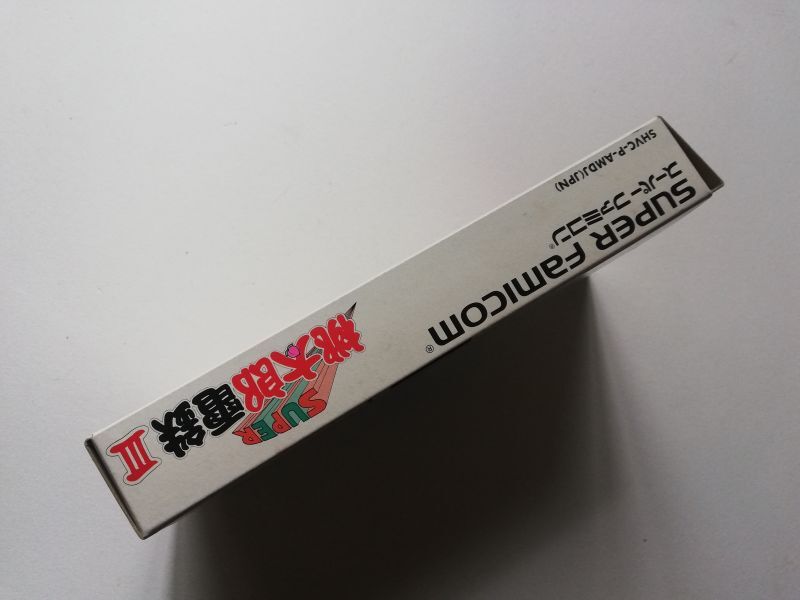 SUPER Famicom®
スーパーファミコン®
SHVC-P-AMDJ(JPN)
SUPER
桃太郎電鉄III